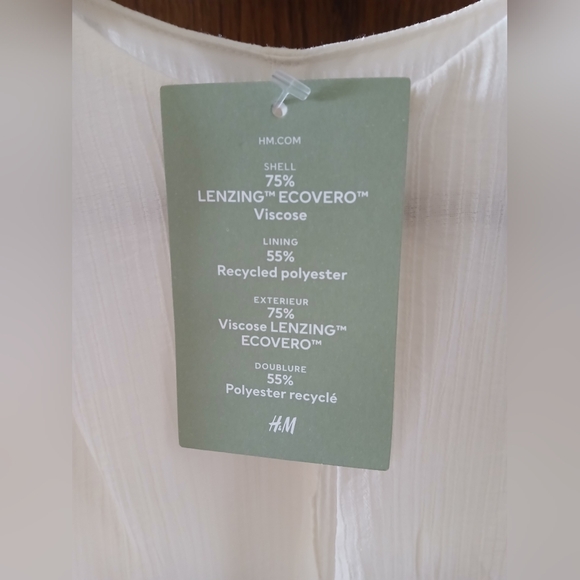 HM.COM
SHELL
75%
LENZING™ ECOVERO™
Viscose
LINING
55%
Recycled polyester
EXTERIEUR
75%
Viscose LENZING™
ECOVERO™
DOUBLURE
55%
Polyester recyclé
H&M